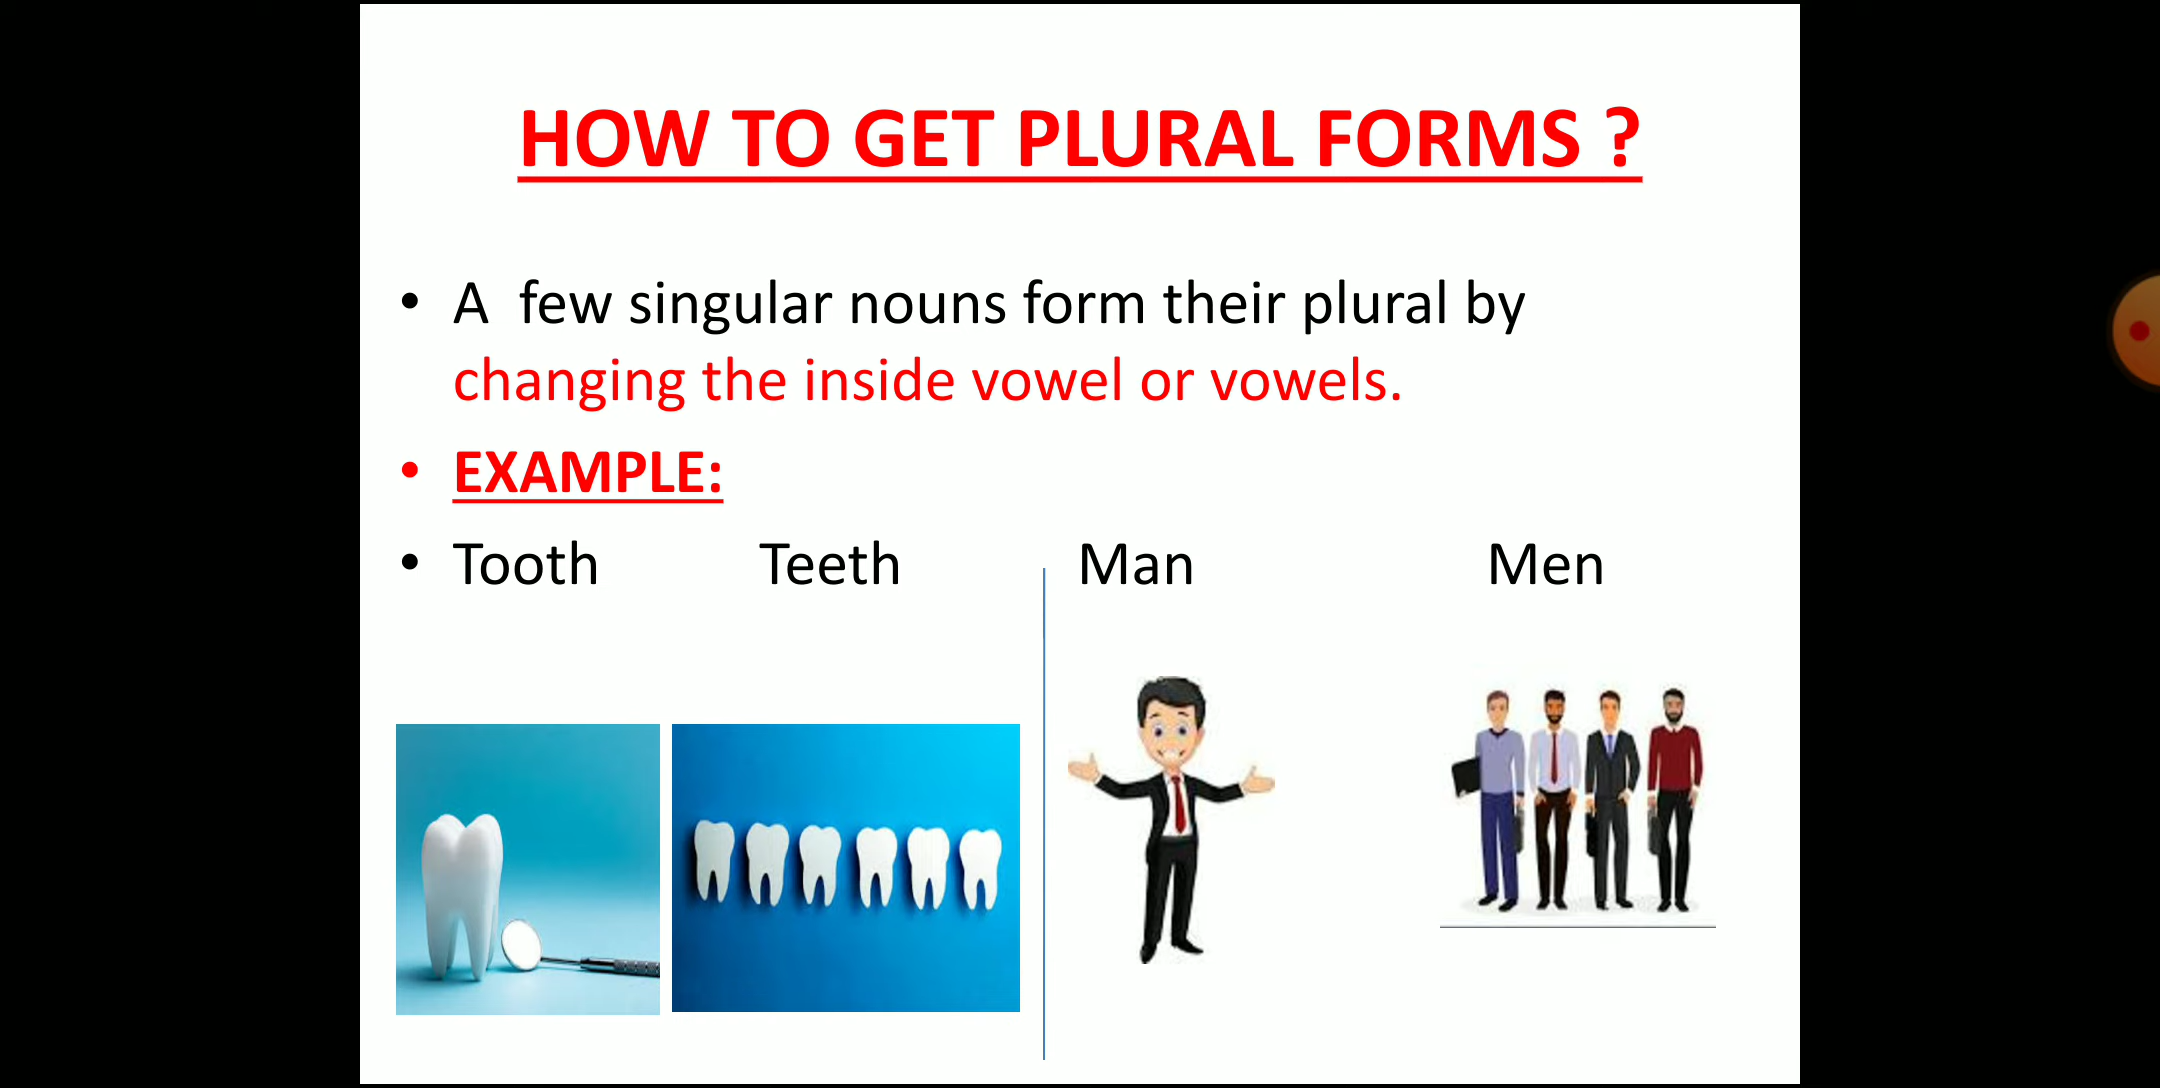 HOW TO GET PLURAL FORMS ?
• A few singular nouns form their plural by
changing the inside vowel or vowels.
• EXAMPLE:
• Tooth Teeth Man Men